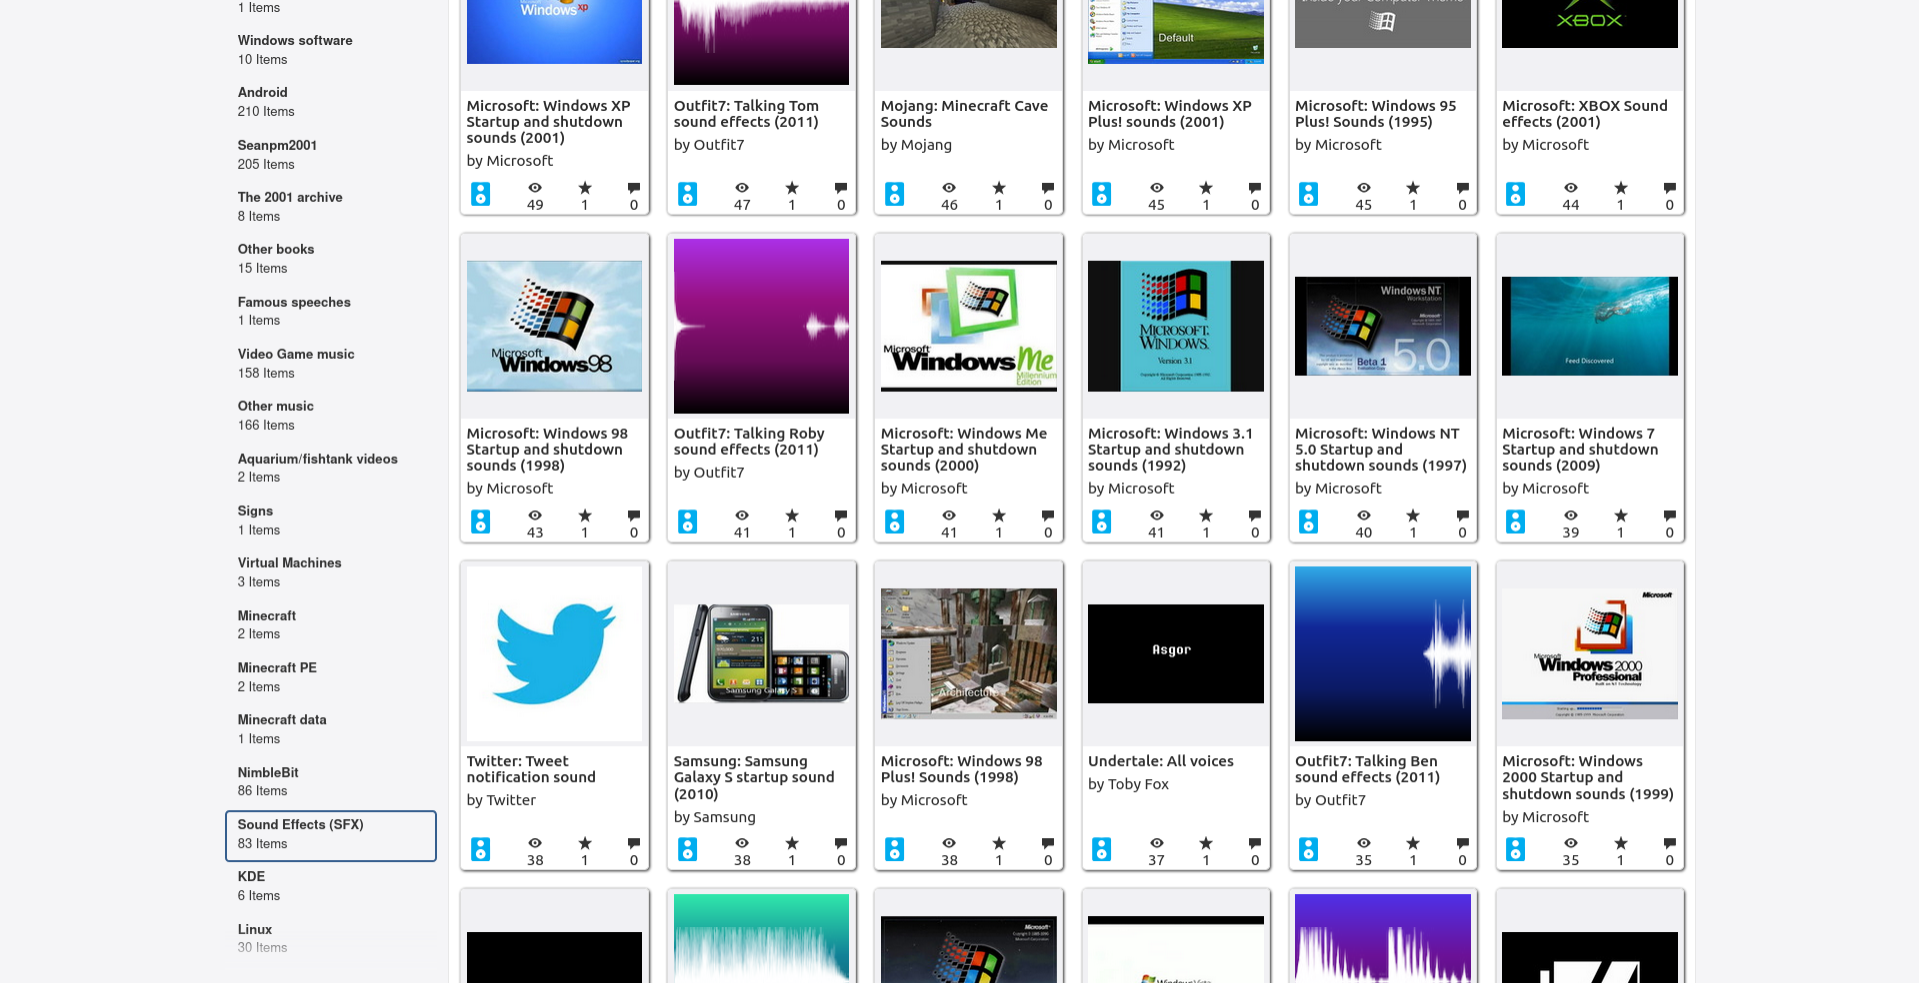 1 Items
Windows software
10 Items
Android
210 Items
Seanpm2001
205 Items
The 2001 archive
8 Items
Other books
15 Items
Famous speeches
1 Items
Video Game music
158 Items
Other music
166 Items
Aquarium/fishtank videos
2 Items
Signs
1 Items
Virtual Machines
3 Items
Minecraft
2 Items
Minecraft PE
2 Items
Minecraft data
1 Items
NimbleBit
86 Items
Sound Effects (SFX)
83 Items
KDE
6 Items
Linux
30 Items
Windows xp
Microsoft: Windows XP
Startup and shutdown
sounds (2001)
by Microsoft
49 1 0
Outfit7: Talking Tom
sound effects (2011)
by Outfit7
47 1 0
Mojang: Minecraft Cave
Sounds
by Mojang
46 1 0
Default
Microsoft: Windows XP
Plus! sounds (2001)
by Microsoft
45 1 0
Microsoft: Windows 95
Plus! Sounds (1995)
by Microsoft
45 1 0
XBOX
Microsoft: XBOX Sound
effects (2001)
by Microsoft
44 1 0
Microsoft
Windows98
Microsoft: Windows 98
Startup and shutdown
sounds (1998)
by Microsoft
43 1 0
Outfit7: Talking Roby
sound effects (2011)
by Outfit7
41 1 0
Microsoft
Windows Me
Millennium
Edition
Microsoft: Windows Me
Startup and shutdown
sounds (2000)
by Microsoft
41 1 0
MICROSOFT.
WINDOWS.
Version 3.1
Microsoft: Windows 3.1
Startup and shutdown
sounds (1992)
by Microsoft
41 1 0
Windows NT
Workstation
Microsoft
Beta 1 5.0
Microsoft: Windows NT
5.0 Startup and
shutdown sounds (1997)
by Microsoft
40 1 0
Feed Discovered
Microsoft: Windows 7
Startup and shutdown
sounds (2009)
by Microsoft
39 1 0
Twitter: Tweet
notification sound
by Twitter
38 1 0
Samsung Galaxy S
Samsung: Samsung
Galaxy S startup sound
(2010)
by Samsung
38 1 0
Architecture
Microsoft: Windows 98
Plus! Sounds (1998)
by Microsoft
38 1 0
Asgor
Undertale: All voices
by Toby Fox
37 1 0
Outfit7: Talking Ben
sound effects (2011)
by Outfit7
35 1 0
Microsoft
Microsoft
Windows 2000
Professional
Built on NT Technology
Microsoft: Windows
2000 Startup and
shutdown sounds (1999)
by Microsoft
35 1 0
Microsoft